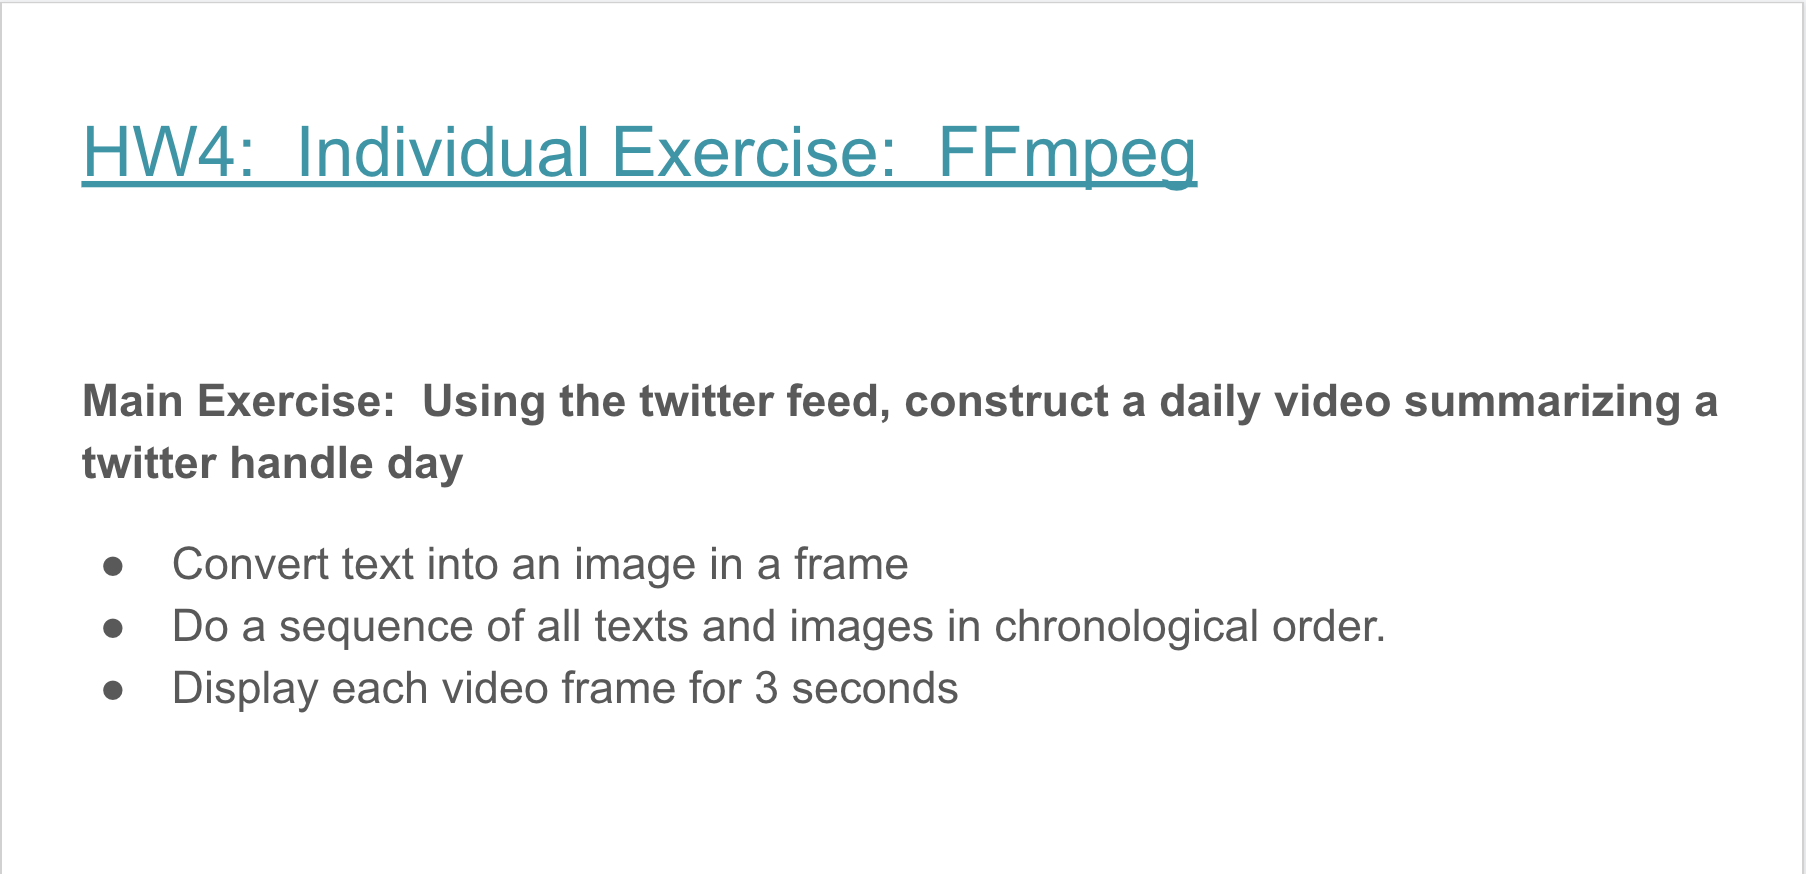 HW4:  Individual Exercise:  FFmpeg
Main Exercise:  Using the twitter feed, construct a daily video summarizing a
twitter handle day
● Convert text into an image in a frame
● Do a sequence of all texts and images in chronological order.
● Display each video frame for 3 seconds